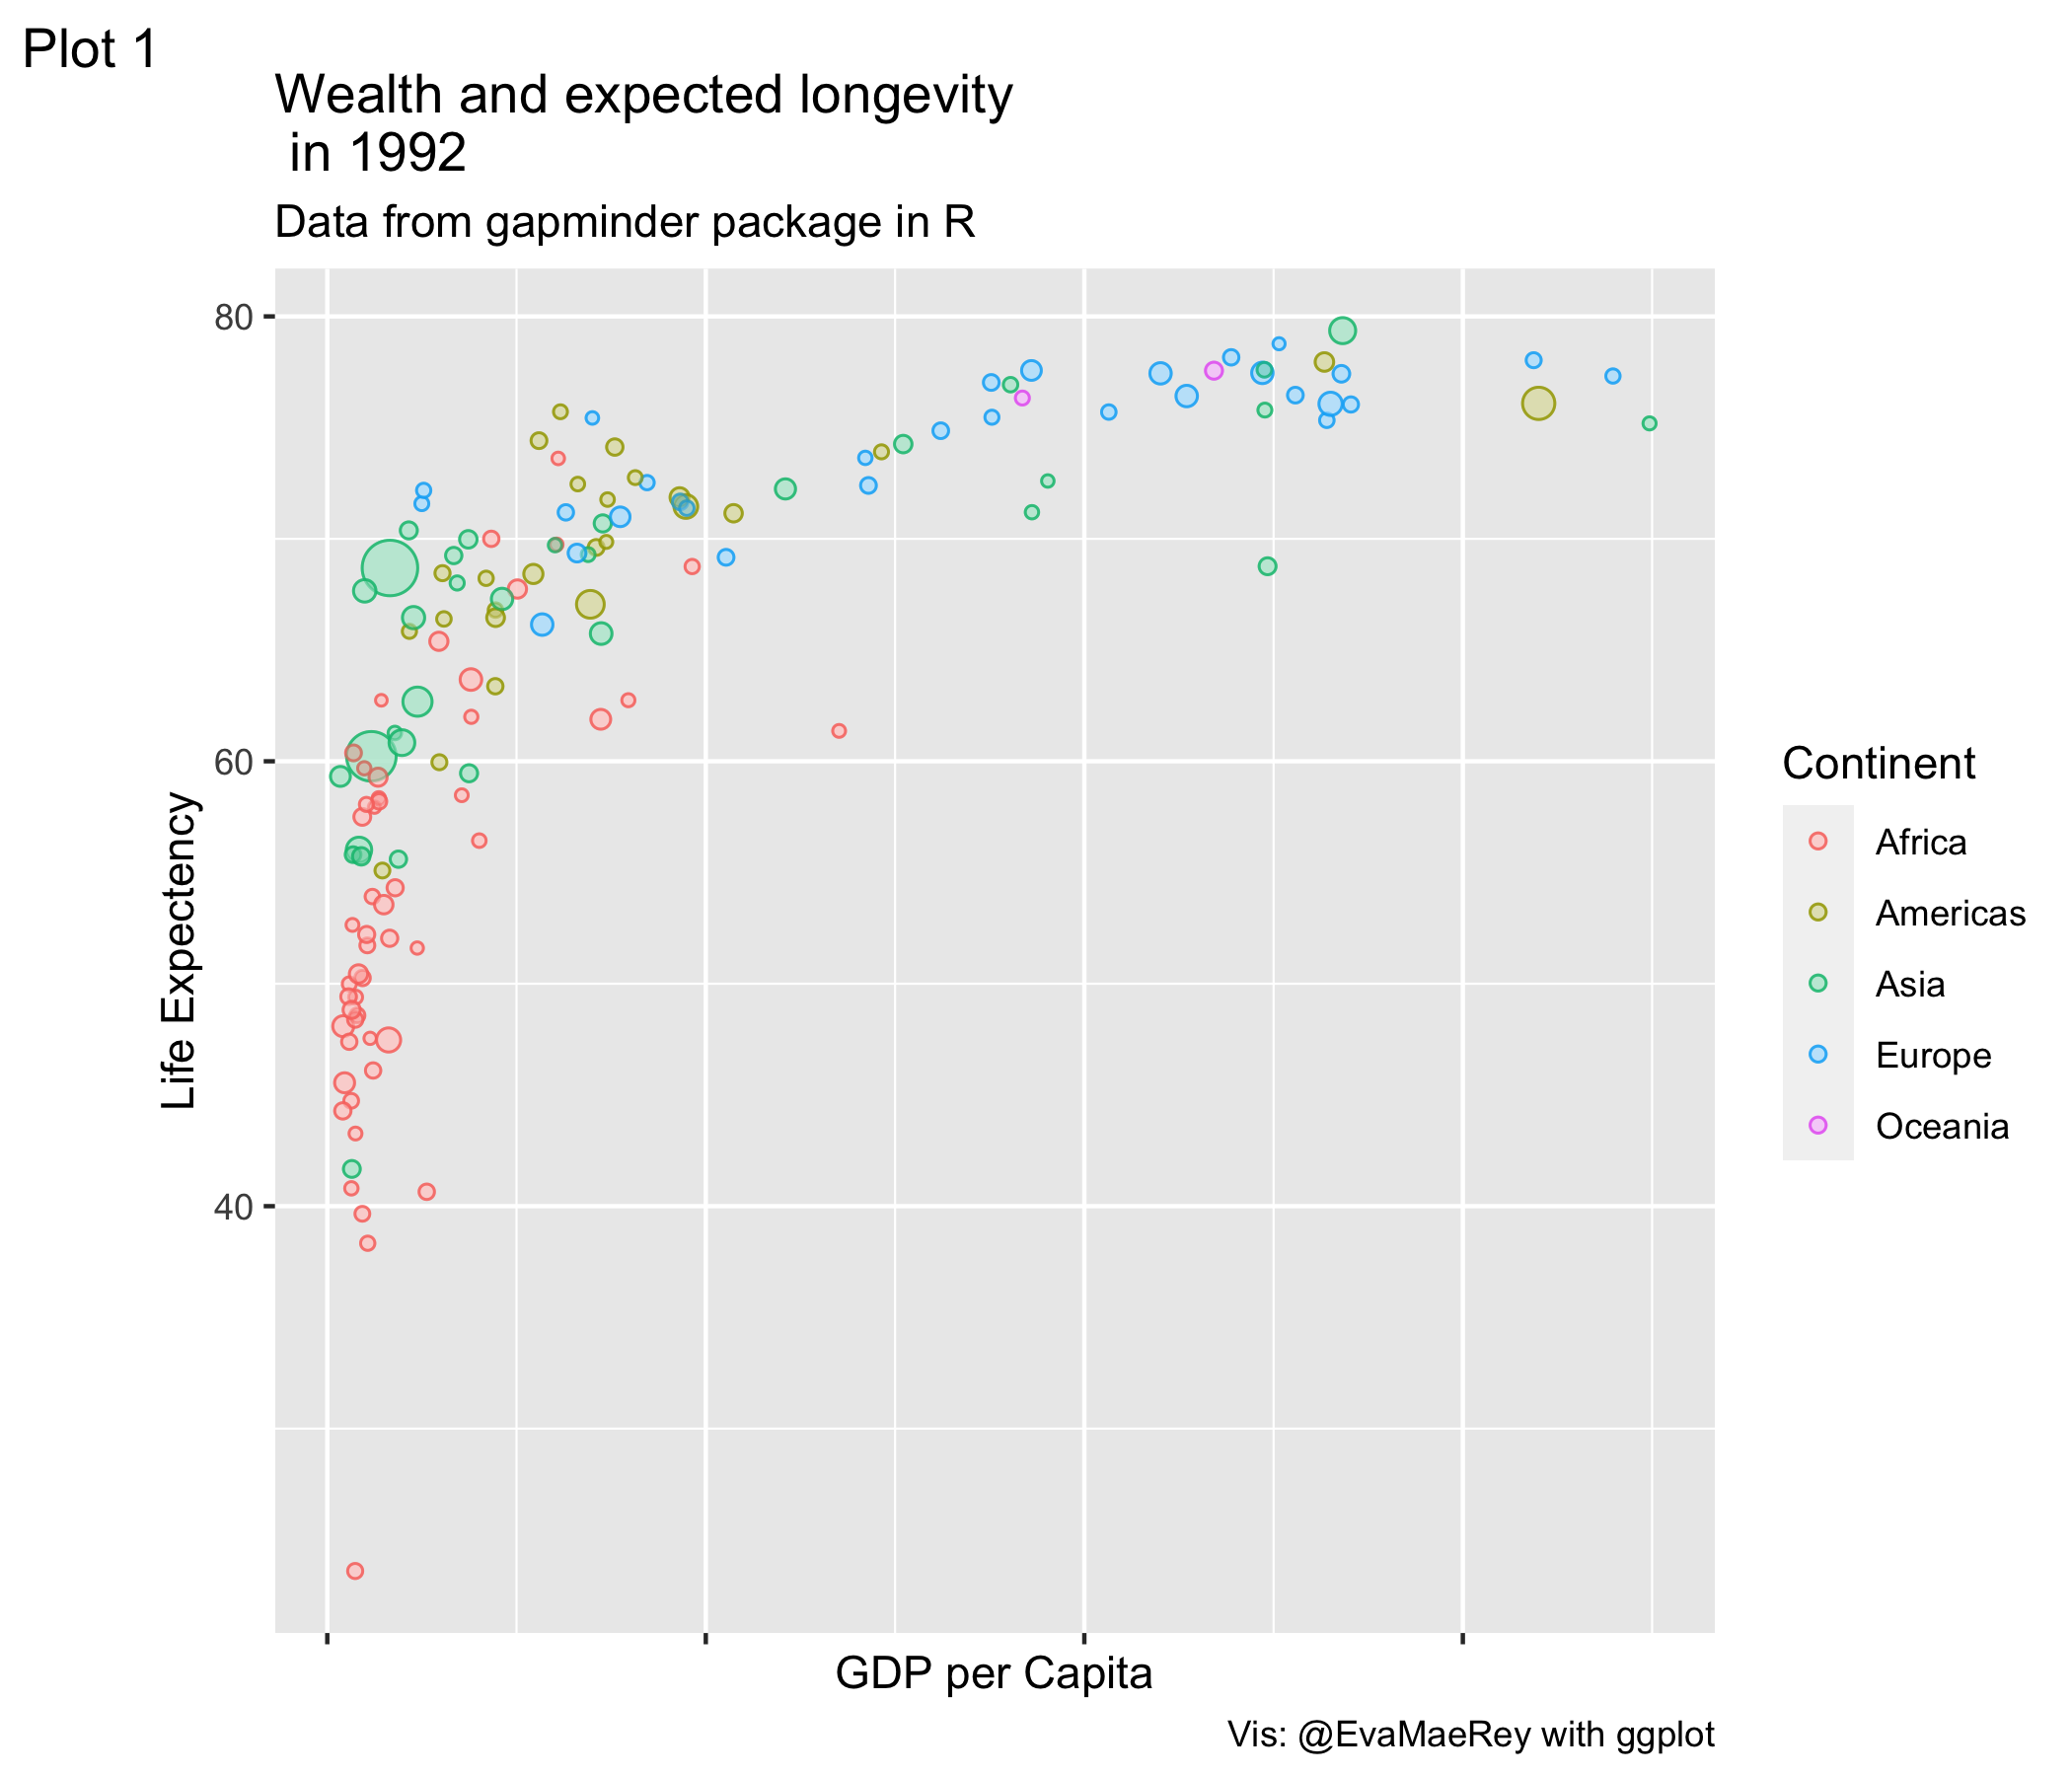 Plot 1
Wealth and expected longevity
in 1992
Data from gapminder package in R
80
60
40
Life Expectency
GDP per Capita
Continent
Africa
Americas
Asia
Europe
Oceania
Vis: @EvaMaeRey with ggplot